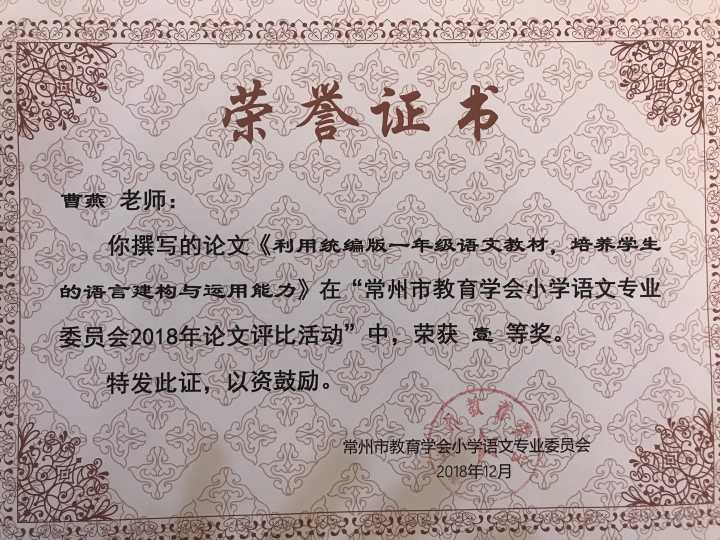 荣誉证书
曹燕 老师：
你撰写的论文《利用统编版一年级语文教材，培养学生
的语言建构与运用能力》在“常州市教育学会小学语文专业
委员会2018年论文评比活动”中，荣获 壹 等奖。
特发此证，以资鼓励。
常州市教育学会小学语文专业委员会
2018年12月